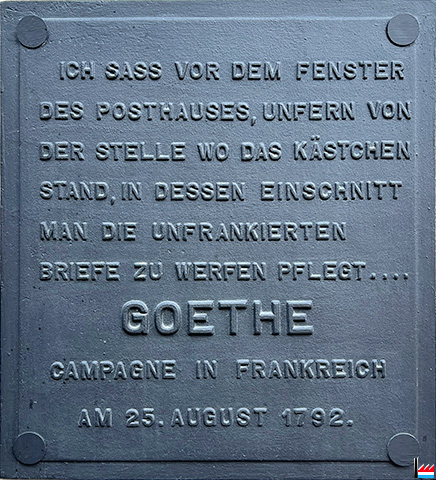 ICH SASS VOR DEM FENSTER
DES POSTHAUSES, UNFERN VON
DER STELLE WO DAS KÄSTCHEN
STAND, IN DESSEN EINSCHNITT
MAN DIE UNFRANKIERTEN
BRIEFE ZU WERFEN PFLEGT....
GOETHE
CAMPAGNE IN FRANKREICH
AM 25. AUGUST 1792.